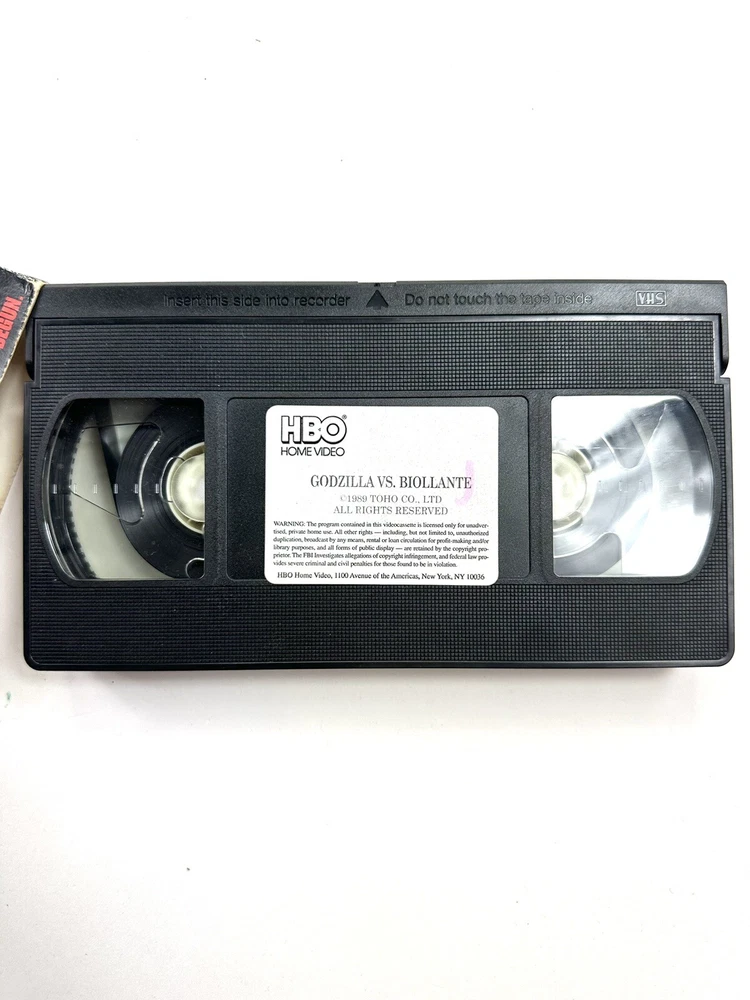 Insert this side into recorder
Do not touch the tape inside
VHS
BEGUN.
HBO®
HOME VIDEO
GODZILLA VS. BIOLLANTE
©1989 TOHO CO., LTD
ALL RIGHTS RESERVED
WARNING: The program contained in this videocassette is licensed only for unadver-
tised, private home use. All other rights — including, but not limited to, unauthorized
duplication, broadcast by any means, rental or loan circulation for profit-making and/or
library purposes, and all forms of public display — are retained by the copyright pro-
prietor. The FBI Investigates allegations of copyright infringement, and federal law pro-
vides severe criminal and civil penalties for those found to be in violation.
HBO Home Video, 1100 Avenue of the Americas, New York, NY 10036